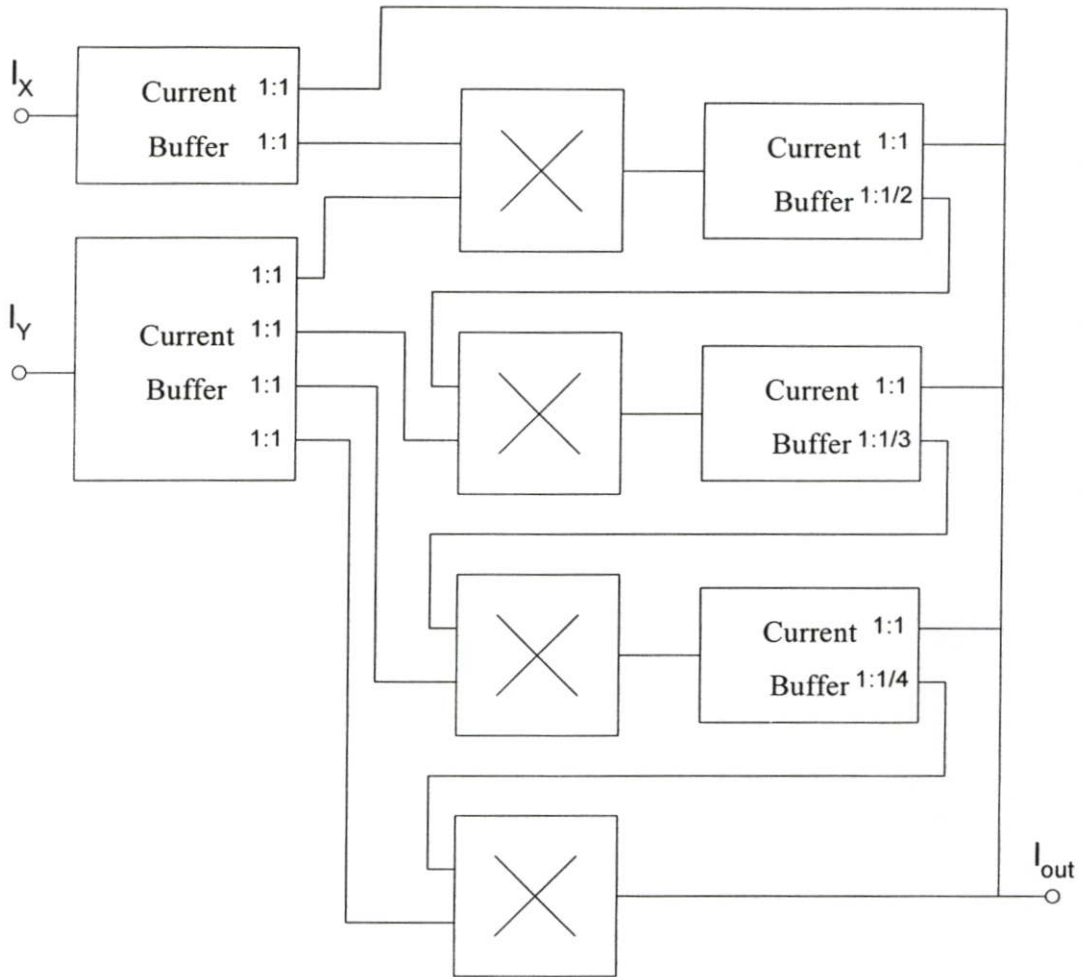 I_X
Current 1:1
Buffer 1:1
Current 1:1
Buffer 1:1/2
I_Y
1:1
Current 1:1
Buffer 1:1
1:1
Current 1:1
Buffer 1:1/3
Current 1:1
Buffer 1:1/4
I_out